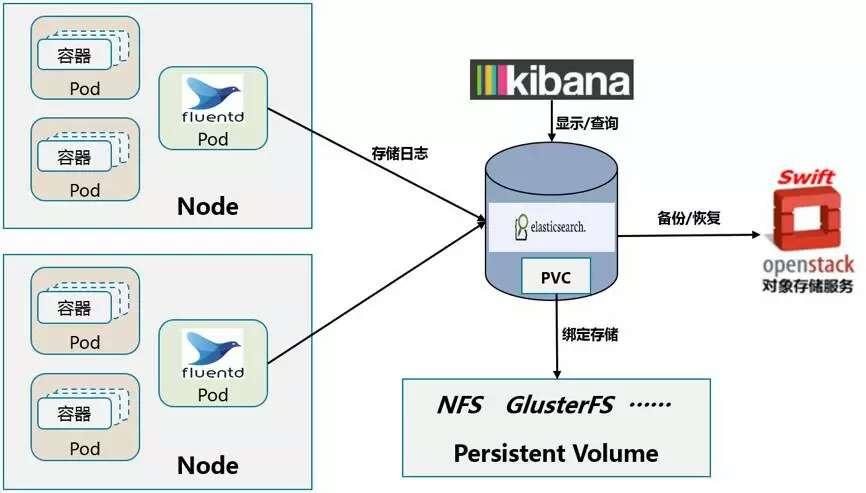 容器
Pod
容器
Pod
fluentd
Pod
Node
容器
Pod
容器
Pod
fluentd
Pod
Node
存储日志
kibana
显示/查询
elasticsearch.
PVC
绑定存储
NFS GlusterFS ……
Persistent Volume
备份/恢复
Swift
openstack
对象存储服务